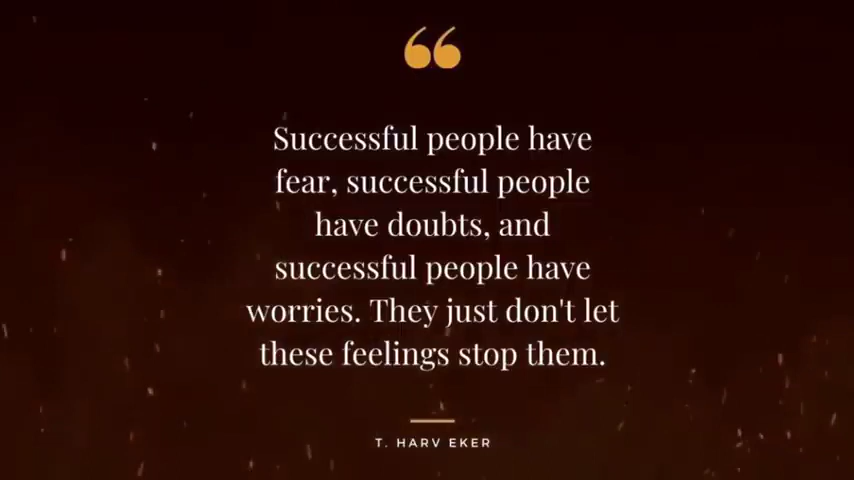 “
Successful people have
fear, successful people
have doubts, and
successful people have
worries. They just don't let
these feelings stop them.
T. HARV EKER